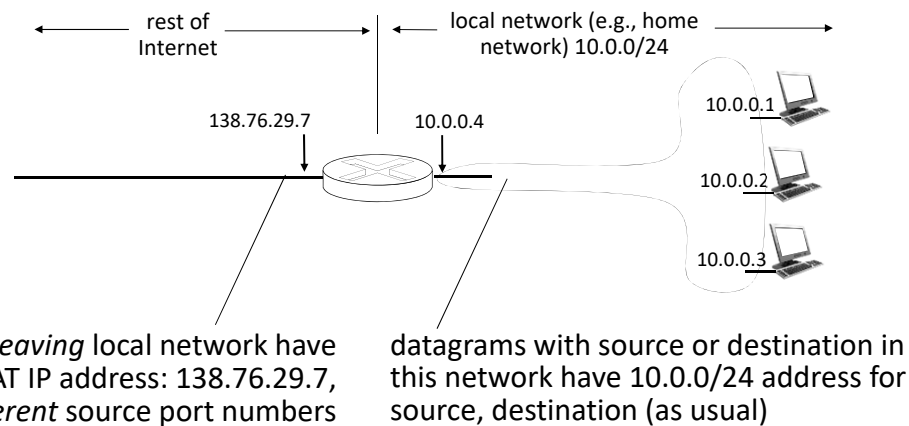 rest of
Internet
local network (e.g., home
network) 10.0.0/24
138.76.29.7
10.0.0.4
10.0.0.1
10.0.0.2
10.0.0.3
local network have
IP address: 138.76.29.7,
source port numbers
datagrams with source or destination in
this network have 10.0.0/24 address for
source, destination (as usual)